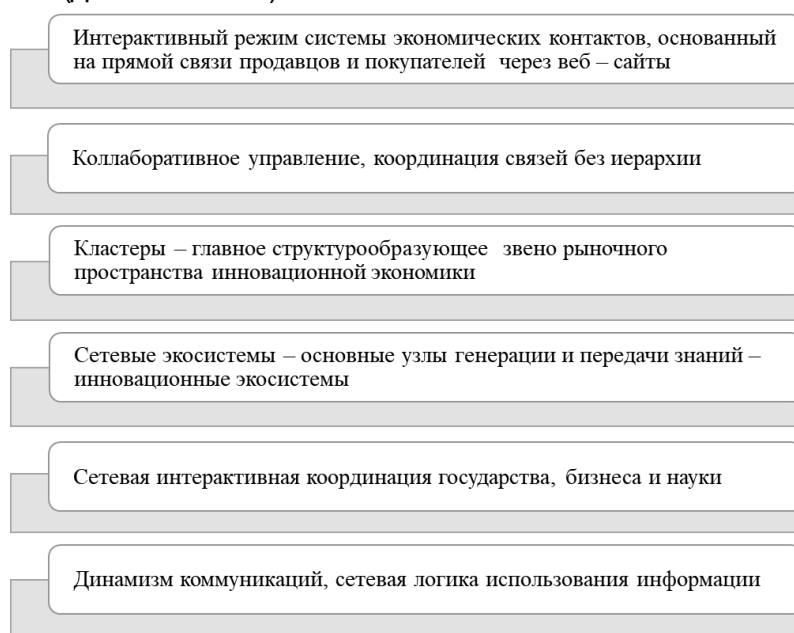 Интерактивный режим системы экономических контактов, основанный
на прямой связи продавцов и покупателей через веб – сайты
Коллаборативное управление, координация связей без иерархии
Кластеры – главное структурообразующее звено рыночного
пространства инновационной экономики
Сетевые экосистемы – основные узлы генерации и передачи знаний –
инновационные экосистемы
Сетевая интерактивная координация государства, бизнеса и науки
Динамизм коммуникаций, сетевая логика использования информации